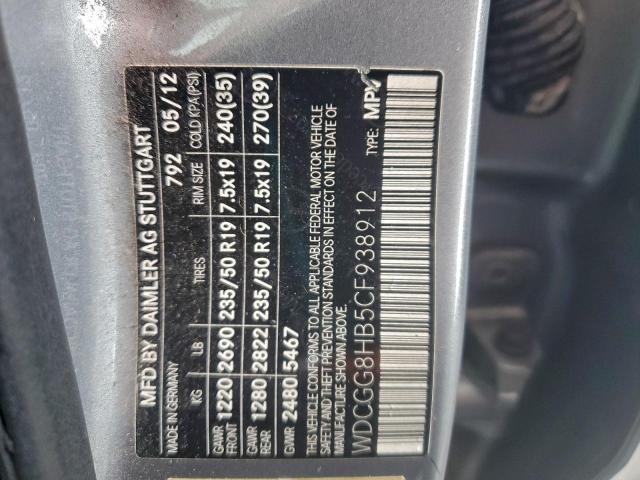 MFD BY DAIMLER AG STUTTGART
MADE IN GERMANY 792 05/12
KG LB TIRES RIM SIZE COLD KPA (PSI)
GAWR FRONT 1220 2690 235/50 R19 7.5x19 240(35)
GAWR REAR 1280 2822 235/50 R19 7.5x19 270(39)
GAWR 2480 5467
THIS VEHICLE CONFORMS TO ALL APPLICABLE FEDERAL MOTOR VEHICLE
SAFETY AND THEFT PREVENTION STANDARDS IN EFFECT ON THE DATE OF
MANUFACTURE SHOWN ABOVE. TYPE: MPV
WDCGG8HB5CF938912